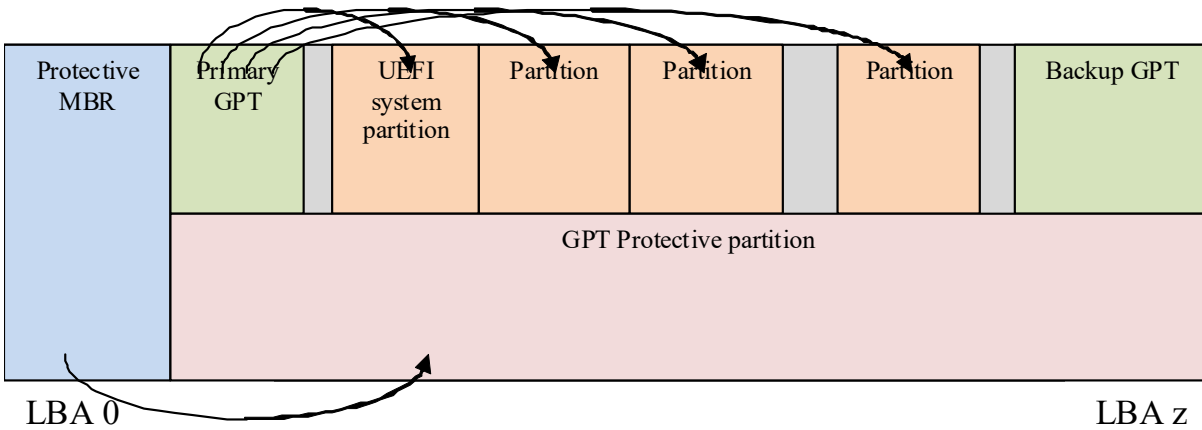 Protective
MBR
Primary
GPT
UEFI
system
partition
Partition
Partition
Partition
Backup GPT
GPT Protective partition
LBA 0
LBA z